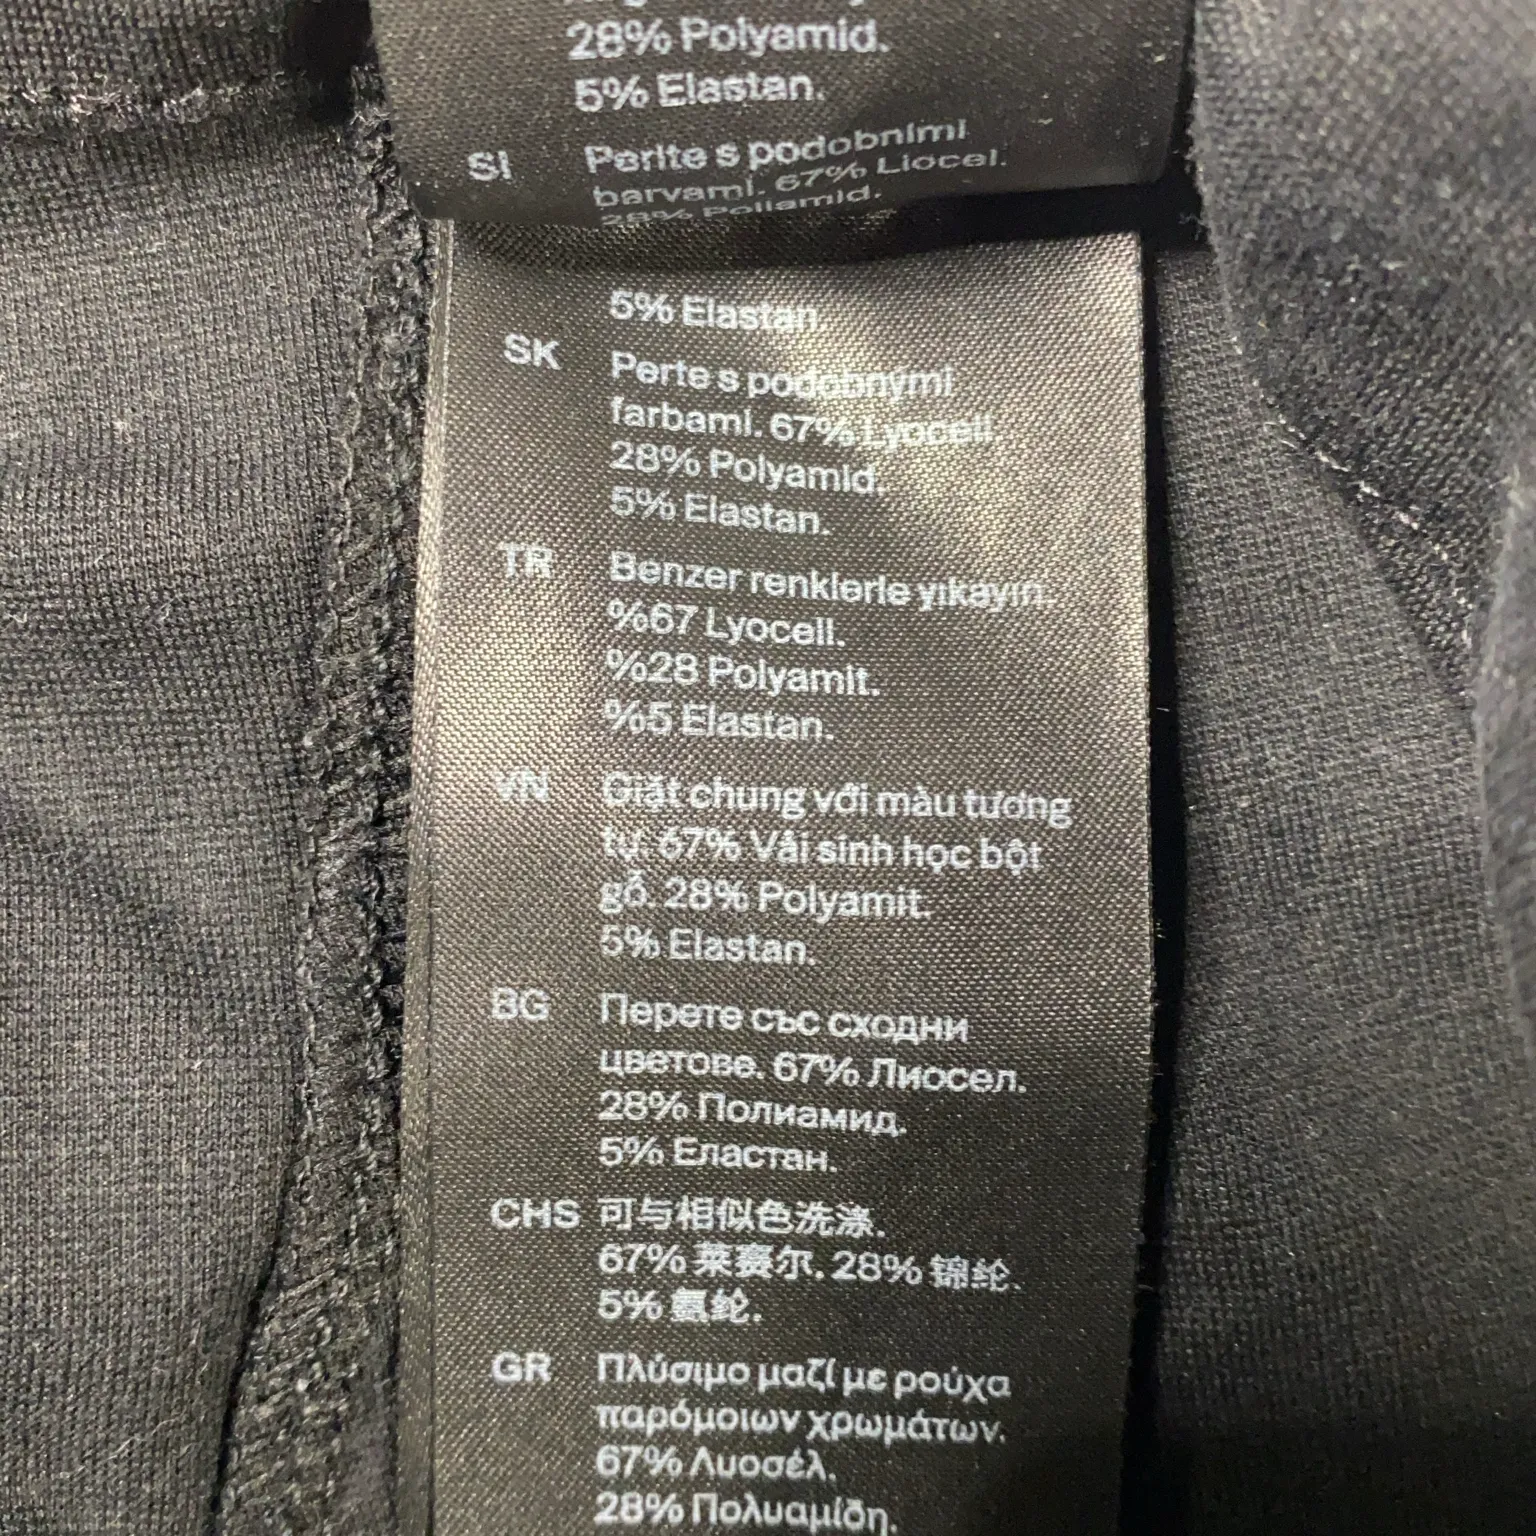 28% Polyamid.
5% Elastan.
SI Perite s podobnimi
barvami. 67% Liocel.
28% Poliamid.
5% Elastan
SK Perte s podobnými
farbami. 67% Lyocell
28% Polyamid.
5% Elastan.
TR Benzer renklerle yıkayın.
%67 Lyocell.
%28 Polyamit.
%5 Elastan.
VN Giặt chung với màu tương
tự. 67% Vải sinh học bột
gỗ. 28% Polyamit.
5% Elastan.
BG Перете със сходни
цветове. 67% Лиосел.
28% Полиамид.
5% Еластан.
CHS 可与相似色洗涤.
67% 莱赛尔. 28% 锦纶.
5% 氨纶.
GR Πλύσιμο μαζί με ρούχα
παρόμοιων χρωμάτων.
67% Λυοσέλ.
28% Πολυαμίδη.